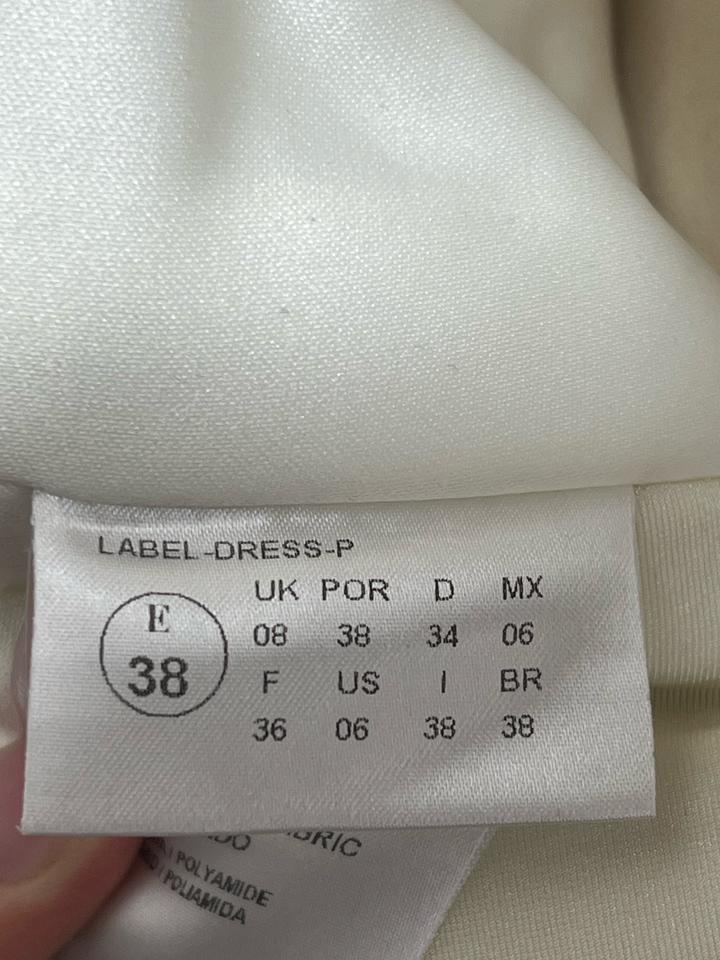 LABEL-DRESS-P
E
38
UK POR D MX
08 38 34 06
F US I BR
36 06 38 38
POLYAMIDE
POLIAMIDA